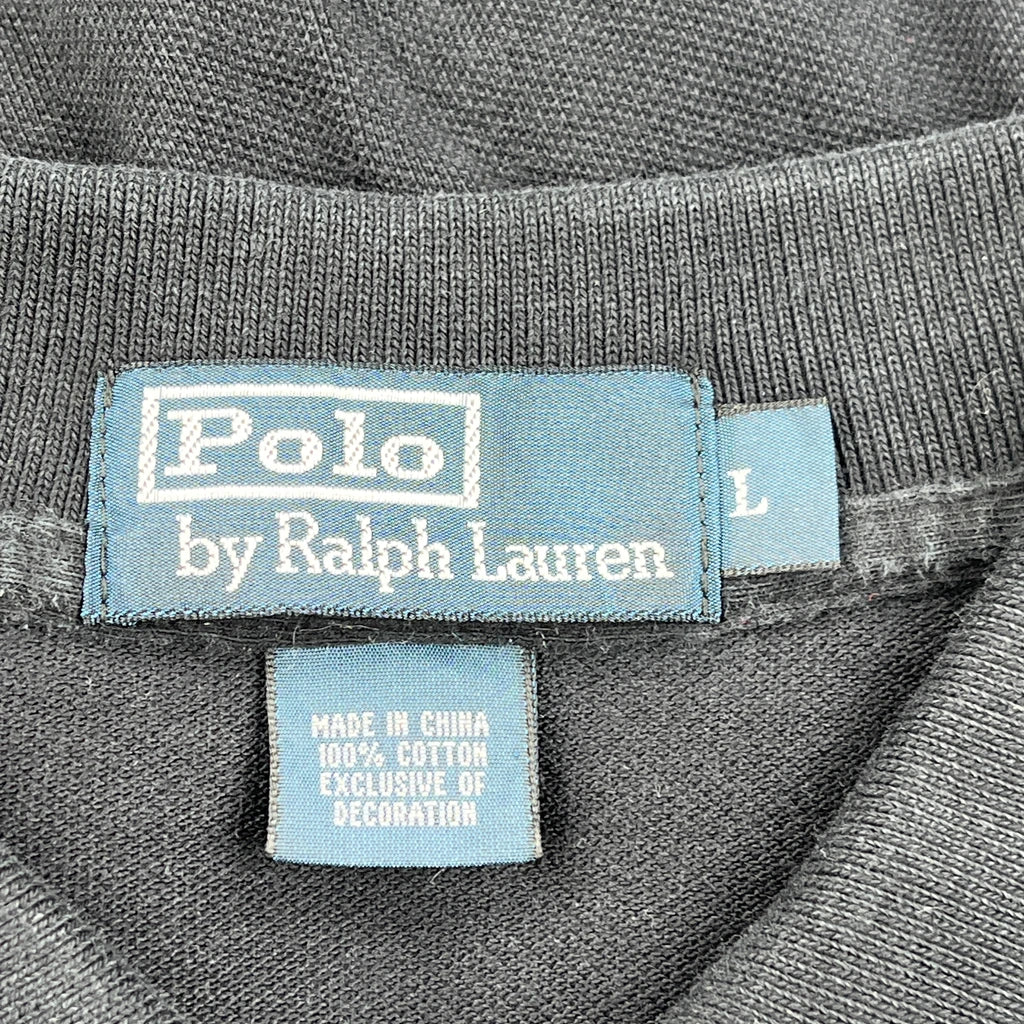 Polo
by Ralph Lauren
L
MADE IN CHINA
100% COTTON
EXCLUSIVE OF
DECORATION